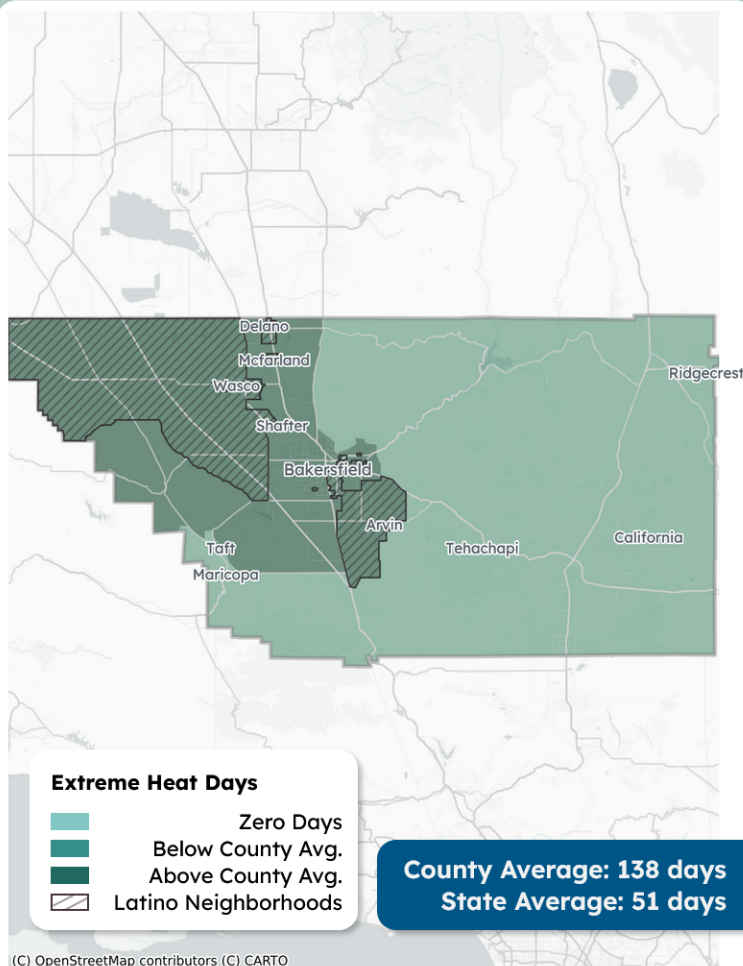 Delano
Mcfarland
Wasco
Ridgecrest
Shafter
Bakersfield
Arvin
California
Taft
Tehachapi
Maricopa
Extreme Heat Days
Zero Days
Below County Avg.
Above County Avg.
Latino Neighborhoods
County Average: 138 days
State Average: 51 days
(C) OpenStreetMap contributors (C) CARTO